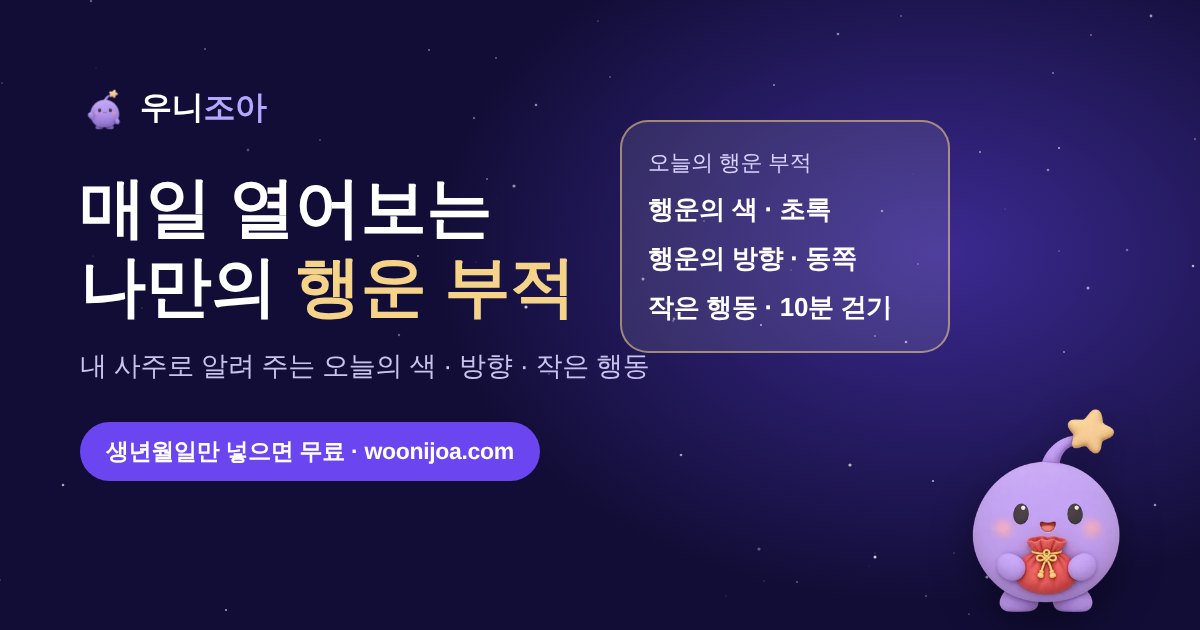 우니조아
매일 열어보는
나만의 행운 부적
내 사주로 알려 주는 오늘의 색 · 방향 · 작은 행동
생년월일만 넣으면 무료 · woonijoa.com
오늘의 행운 부적
행운의 색 · 초록
행운의 방향 · 동쪽
작은 행동 · 10분 걷기